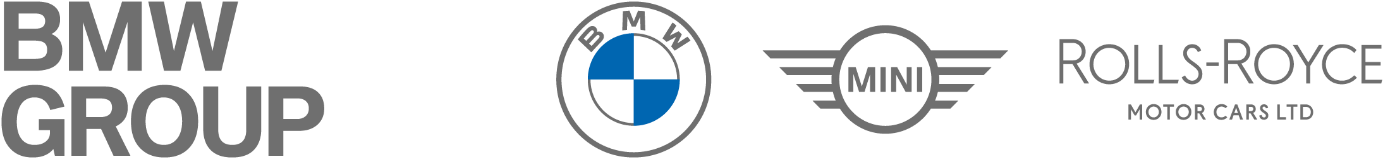 BMW
GROUP
BMW
MINI
ROLLS-ROYCE
MOTOR CARS LTD